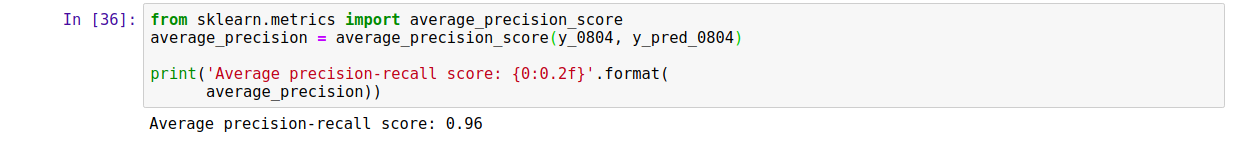 In [36]: from sklearn.metrics import average_precision_score
average_precision = average_precision_score(y_0804, y_pred_0804)
print('Average precision-recall score: {0:0.2f}'.format(
average_precision))
Average precision-recall score: 0.96